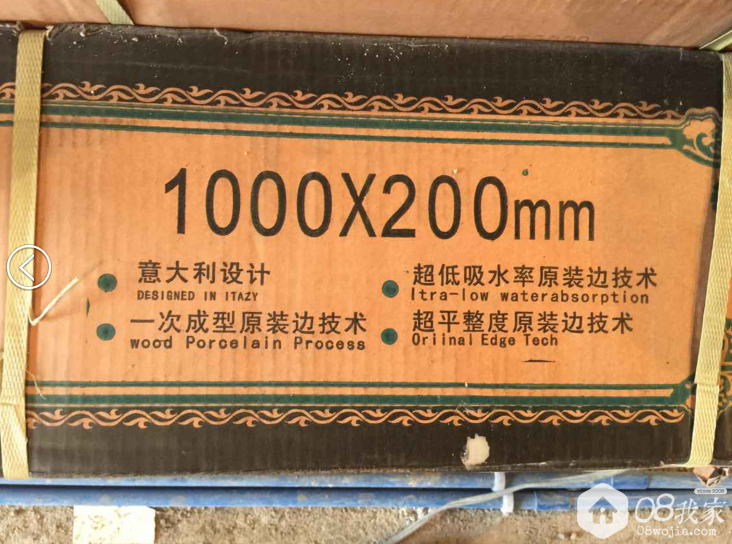 1000X200mm
意大利设计
DESIGNED IN ITAZY
一次成型原装边技术
wood Porcelain Process
超低吸水率原装边技术
ltra-low waterabsorption
超平整度原装边技术
Oriinal Edge Tech
08我家
08wojia.com